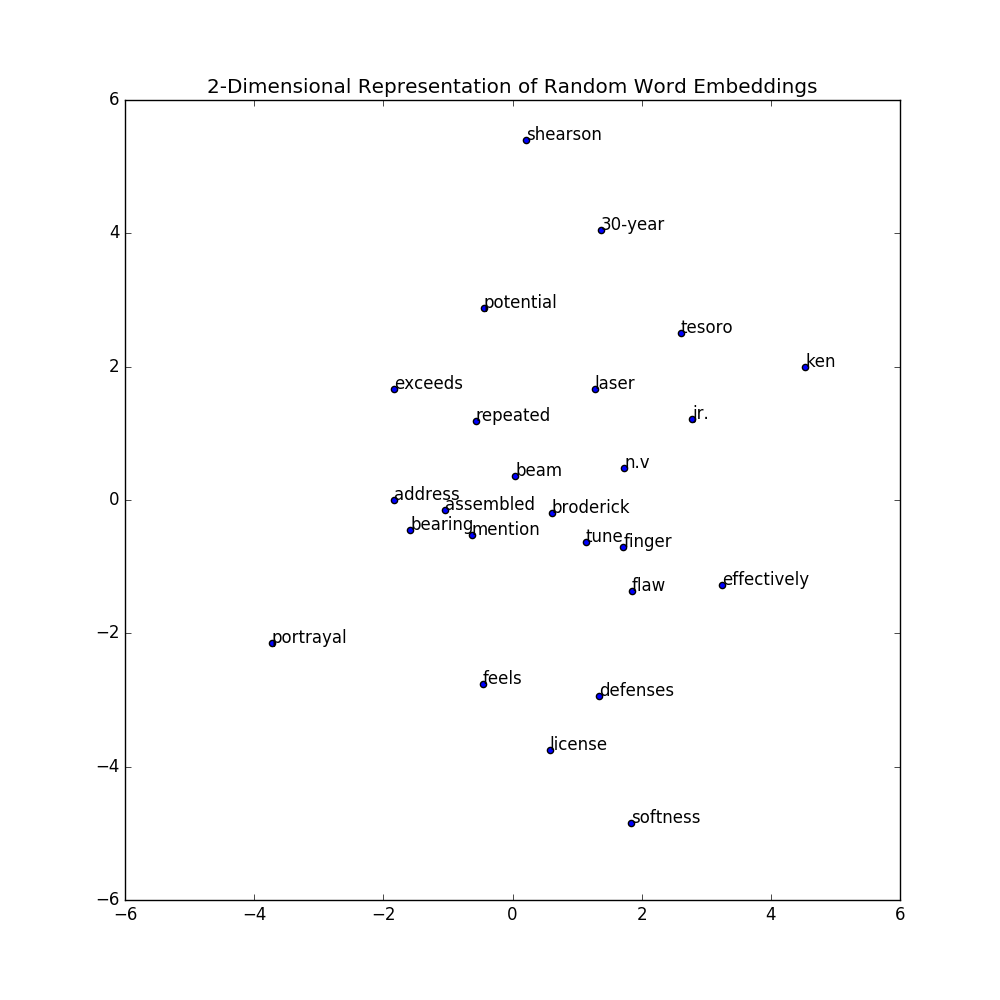 2-Dimensional Representation of Random Word Embeddings
6
shearson
30-year
4
potential
tesoro
ken
2
exceeds
laser
jr.
repeated
n.v
beam
address
0
assembled
broderick
bearing
mention
tune
finger
effectively
flaw
−2
portrayal
feels
defenses
license
−4
softness
−6
−6 −4 −2 0 2 4 6